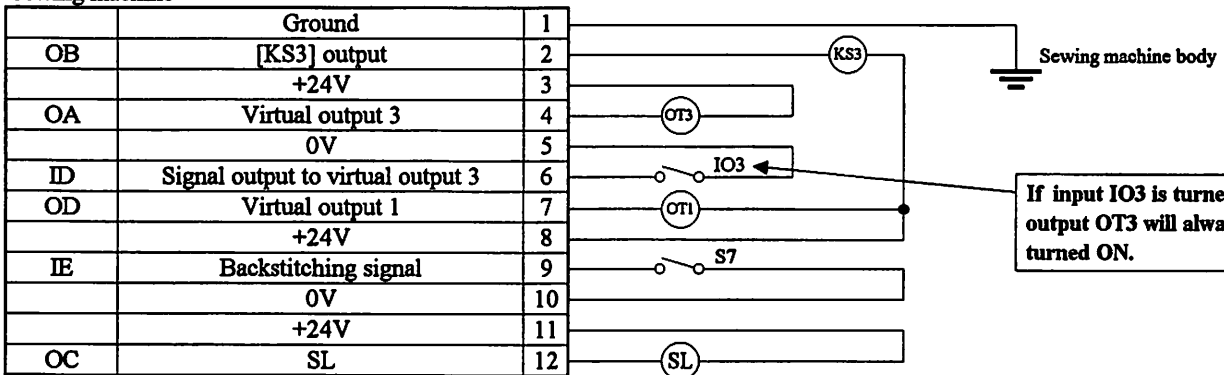 Ground 1
OB [KS3] output 2 KS3 Sewing machine body
+24V 3
OA Virtual output 3 4 OT3
0V 5
ID Signal output to virtual output 3 6 IO3
OD Virtual output 1 7 OT1
+24V 8
IE Backstitching signal 9 S7
0V 10
+24V 11
OC SL 12 SL
If input IO3 is turne
output OT3 will alwa
turned ON.